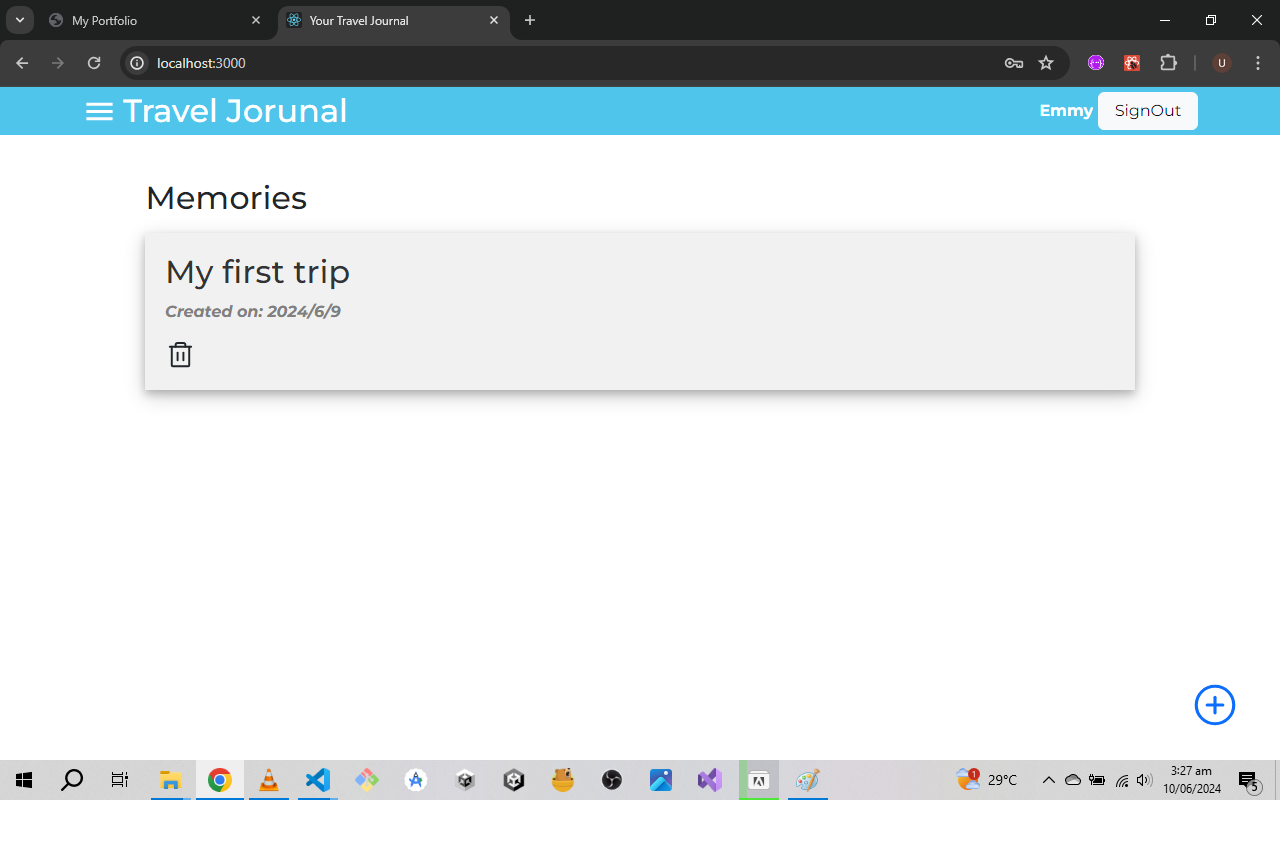 My Portfolio
Your Travel Journal
localhost:3000
U
Travel Jorunal
Emmy
SignOut
Memories
My first trip
Created on: 2024/6/9
1
29°C
3:27 am
10/06/2024
5